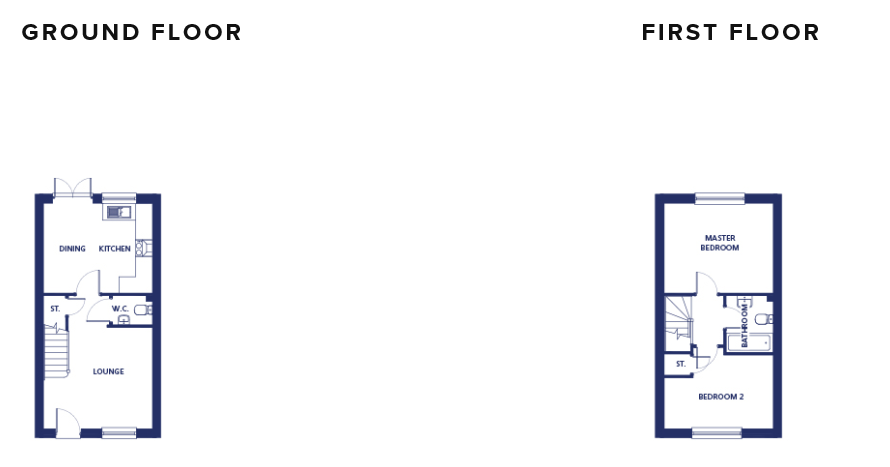 GROUND FLOOR
FIRST FLOOR
DINING KITCHEN
ST.
W.C.
LOUNGE
MASTER
BEDROOM
BATHROOM
ST.
BEDROOM 2